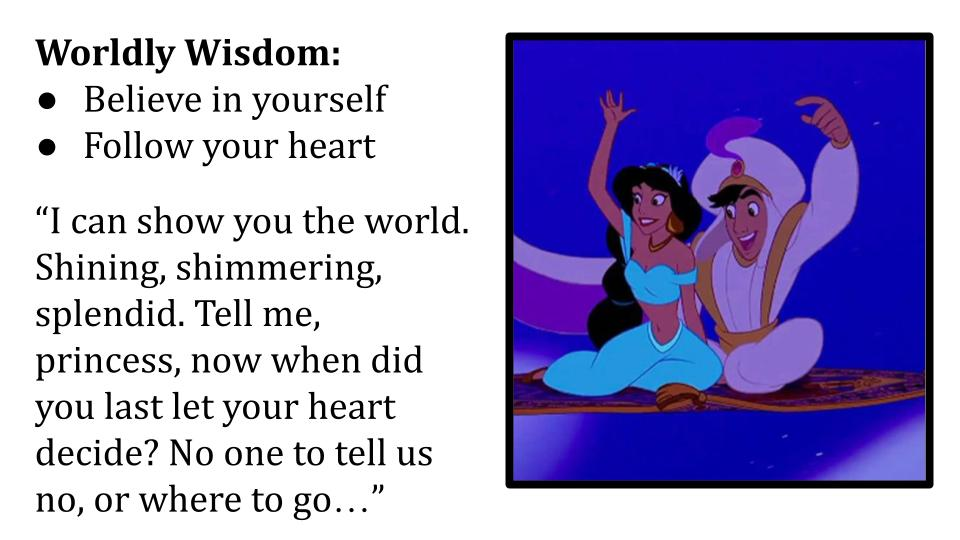 Worldly Wisdom:
● Believe in yourself
● Follow your heart
“I can show you the world.
Shining, shimmering,
splendid. Tell me,
princess, now when did
you last let your heart
decide? No one to tell us
no, or where to go…”